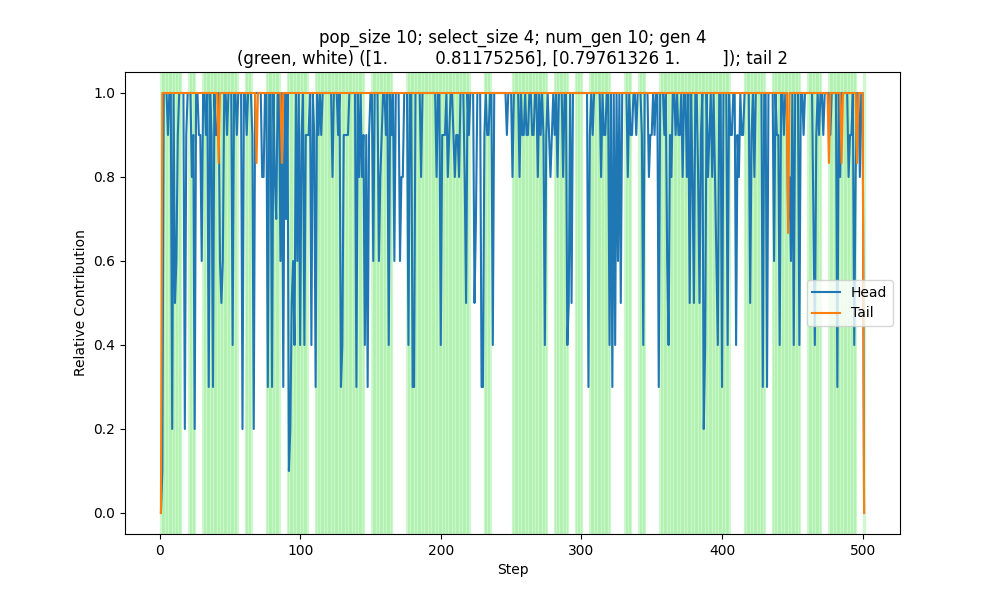 pop_size 10; select_size 4; num_gen 10; gen 4
(green, white) ([1. 0.81175256], [0.79761326 1. ]); tail 2
1.0
0.8
0.6
0.4
0.2
0.0
Relative Contribution
Head
Tail
0 100 200 300 400 500
Step